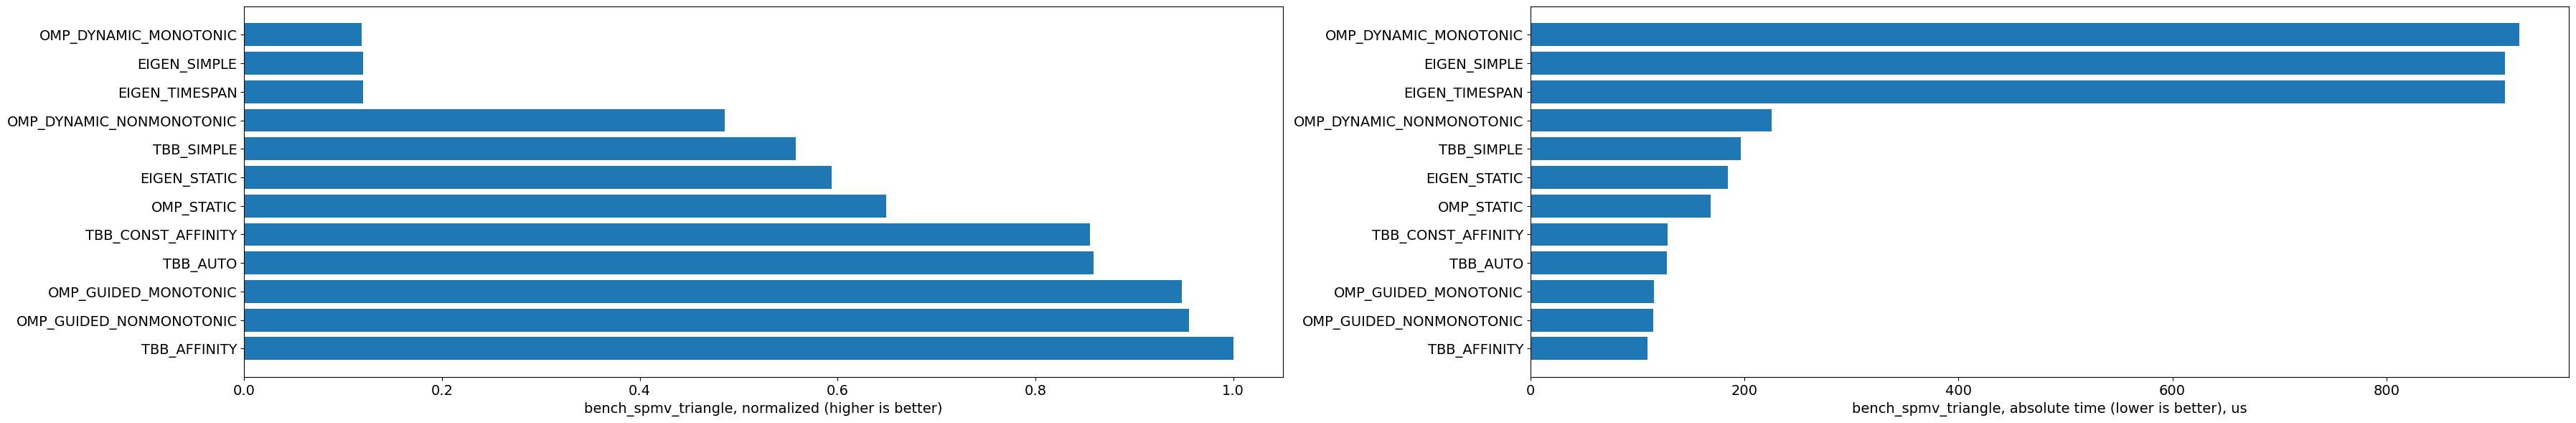 OMP_DYNAMIC_MONOTONIC
EIGEN_SIMPLE
EIGEN_TIMESPAN
OMP_DYNAMIC_NONMONOTONIC
TBB_SIMPLE
EIGEN_STATIC
OMP_STATIC
TBB_CONST_AFFINITY
TBB_AUTO
OMP_GUIDED_MONOTONIC
OMP_GUIDED_NONMONOTONIC
TBB_AFFINITY
0.0 0.2 0.4 0.6 0.8 1.0
bench_spmv_triangle, normalized (higher is better)
OMP_DYNAMIC_MONOTONIC
EIGEN_SIMPLE
EIGEN_TIMESPAN
OMP_DYNAMIC_NONMONOTONIC
TBB_SIMPLE
EIGEN_STATIC
OMP_STATIC
TBB_CONST_AFFINITY
TBB_AUTO
OMP_GUIDED_MONOTONIC
OMP_GUIDED_NONMONOTONIC
TBB_AFFINITY
0 200 400 600 800
bench_spmv_triangle, absolute time (lower is better), us